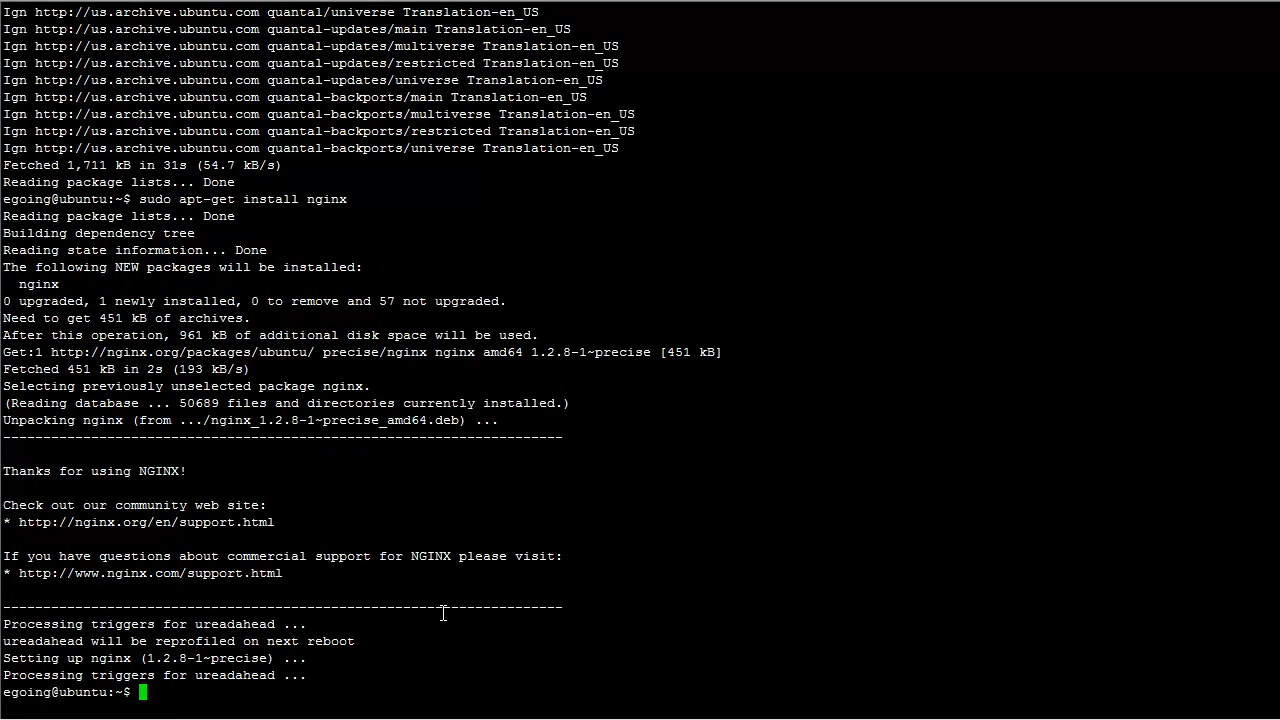 Ign http://us.archive.ubuntu.com quantal/universe Translation-en_US
Ign http://us.archive.ubuntu.com quantal-updates/main Translation-en_US
Ign http://us.archive.ubuntu.com quantal-updates/multiverse Translation-en_US
Ign http://us.archive.ubuntu.com quantal-updates/restricted Translation-en_US
Ign http://us.archive.ubuntu.com quantal-updates/universe Translation-en_US
Ign http://us.archive.ubuntu.com quantal-backports/main Translation-en_US
Ign http://us.archive.ubuntu.com quantal-backports/multiverse Translation-en_US
Ign http://us.archive.ubuntu.com quantal-backports/restricted Translation-en_US
Ign http://us.archive.ubuntu.com quantal-backports/universe Translation-en_US
Fetched 1,711 kB in 31s (54.7 kB/s)
Reading package lists... Done
egoing@ubuntu:~$ sudo apt-get install nginx
Reading package lists... Done
Building dependency tree
Reading state information... Done
The following NEW packages will be installed:
  nginx
0 upgraded, 1 newly installed, 0 to remove and 57 not upgraded.
Need to get 451 kB of archives.
After this operation, 961 kB of additional disk space will be used.
Get:1 http://nginx.org/packages/ubuntu/ precise/nginx nginx amd64 1.2.8-1~precise [451 kB]
Fetched 451 kB in 2s (193 kB/s)
Selecting previously unselected package nginx.
(Reading database ... 50689 files and directories currently installed.)
Unpacking nginx (from .../nginx_1.2.8-1~precise_amd64.deb) ...
----------------------------------------------------------------------
Thanks for using NGINX!
Check out our community web site:
* http://nginx.org/en/support.html
If you have questions about commercial support for NGINX please visit:
* http://www.nginx.com/support.html
----------------------------------------------------------------------
Processing triggers for ureadahead ...
ureadahead will be reprofiled on next reboot
Setting up nginx (1.2.8-1~precise) ...
Processing triggers for ureadahead ...
egoing@ubuntu:~$